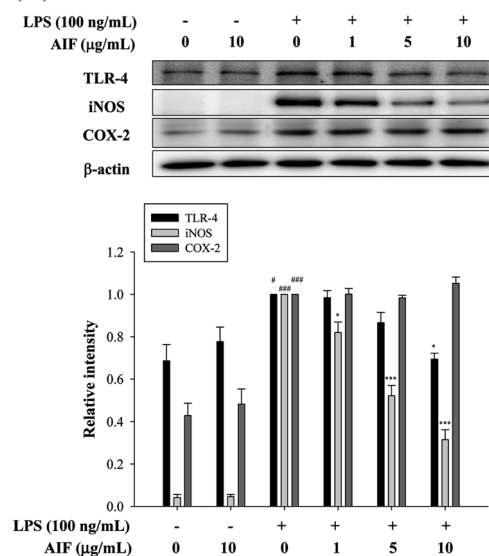 LPS (100 ng/mL) - - + + + +
AIF (μg/mL) 0 10 0 1 5 10
TLR-4
iNOS
COX-2
β-actin
TLR-4
iNOS
COX-2
1.2
1.0
0.8
0.6
0.4
0.2
0.0
Relative intensity
# ### ###
*
***
*
***
LPS (100 ng/mL) - - + + + +
AIF (μg/mL) 0 10 0 1 5 10